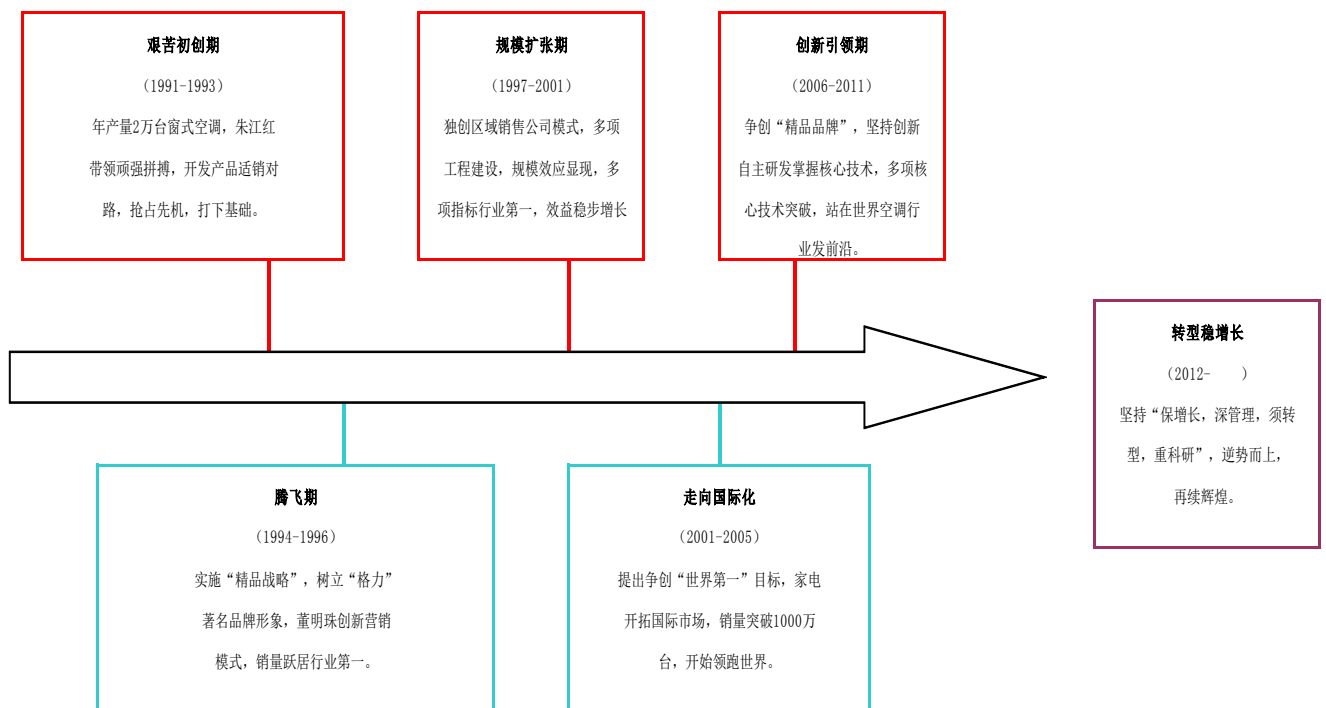 艰苦初创期
（1991-1993）
年产量2万台窗式空调，朱江红
带领顽强拼搏，开发产品适销对
路，抢占先机，打下基础。
规模扩张期
（1997-2001）
独创区域销售公司模式，多项
工程建设，规模效应显现，多
项指标行业第一，效益稳步增长
创新引领期
（2006-2011）
争创“精品品牌”，坚持创新
自主研发掌握核心技术，多项核
心技术突破，站在世界空调行
业发前沿。
转型稳增长
（2012-    ）
坚持“保增长，深管理，须转
型，重科研”，逆势而上，
再续辉煌。
腾飞期
（1994-1996）
实施“精品战略”，树立“格力”
著名品牌形象，董明珠创新营销
模式，销量跃居行业第一。
走向国际化
（2001-2005）
提出争创“世界第一”目标，家电
开拓国际市场，销量突破1000万
台，开始领跑世界。